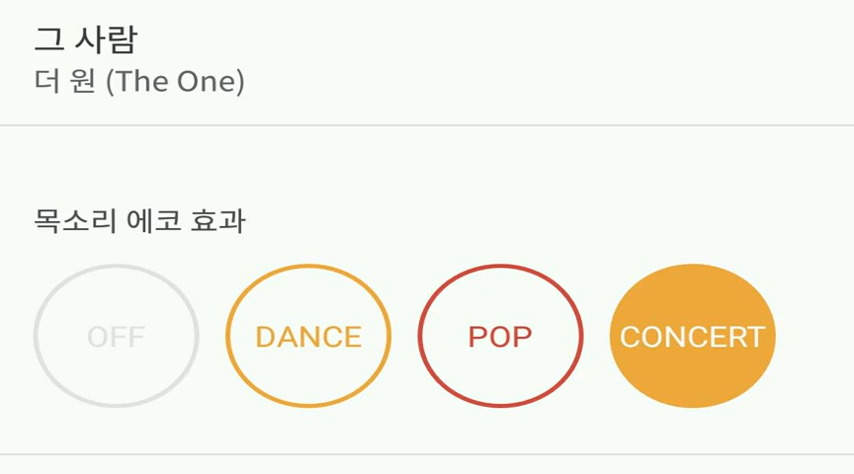 그 사람
더 원 (The One)
목소리 에코 효과
OFF
DANCE
POP
CONCERT